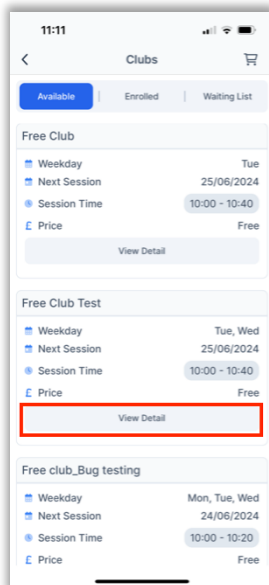 11:11
Clubs
Available Enrolled Waiting List
Free Club
Weekday Tue
Next Session 25/06/2024
Session Time 10:00 - 10:40
£ Price Free
View Detail
Free Club Test
Weekday Tue, Wed
Next Session 25/06/2024
Session Time 10:00 - 10:40
£ Price Free
View Detail
Free club_Bug testing
Weekday Mon, Tue, Wed
Next Session 24/06/2024
Session Time 10:00 - 10:20
£ Price Free